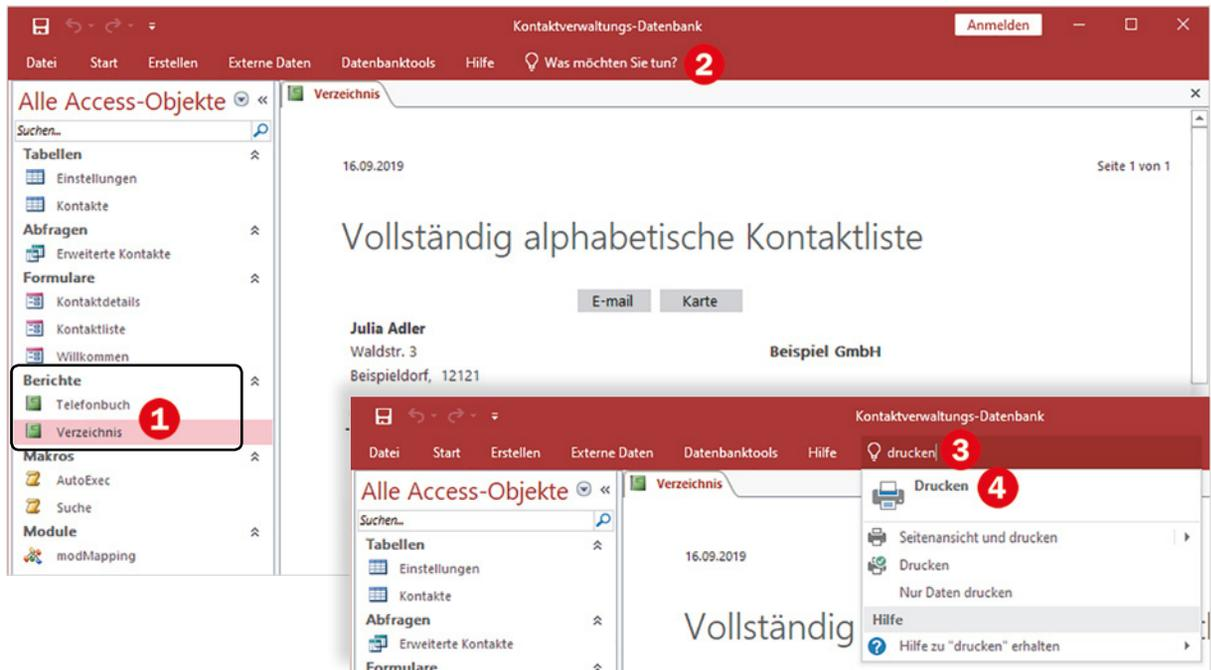 Kontaktverwaltungs-Datenbank
Anmelden
Datei Start Erstellen Externe Daten Datenbanktools Hilfe Was möchten Sie tun? 2
Alle Access-Objekte
Suchen...
Tabellen
Einstellungen
Kontakte
Abfragen
Erweiterte Kontakte
Formulare
Kontaktdetails
Kontaktliste
Willkommen
Berichte
Telefonbuch
1
Verzeichnis
Makros
AutoExec
Suche
Module
modMapping
Verzeichnis
16.09.2019 Seite 1 von 1
Vollständig alphabetische Kontaktliste
E-mail Karte
Julia Adler
Waldstr. 3 Beispiel GmbH
Beispieldorf, 12121
Kontaktverwaltungs-Datenbank
Datei Start Erstellen Externe Daten Datenbanktools Hilfe drucken 3
Alle Access-Objekte
Suchen...
Tabellen
Einstellungen
Kontakte
Abfragen
Erweiterte Kontakte
Formulare
Verzeichnis
16.09.2019
Vollständig
Drucken 4
Seitenansicht und drucken
Drucken
Nur Daten drucken
Hilfe
Hilfe zu "drucken" erhalten